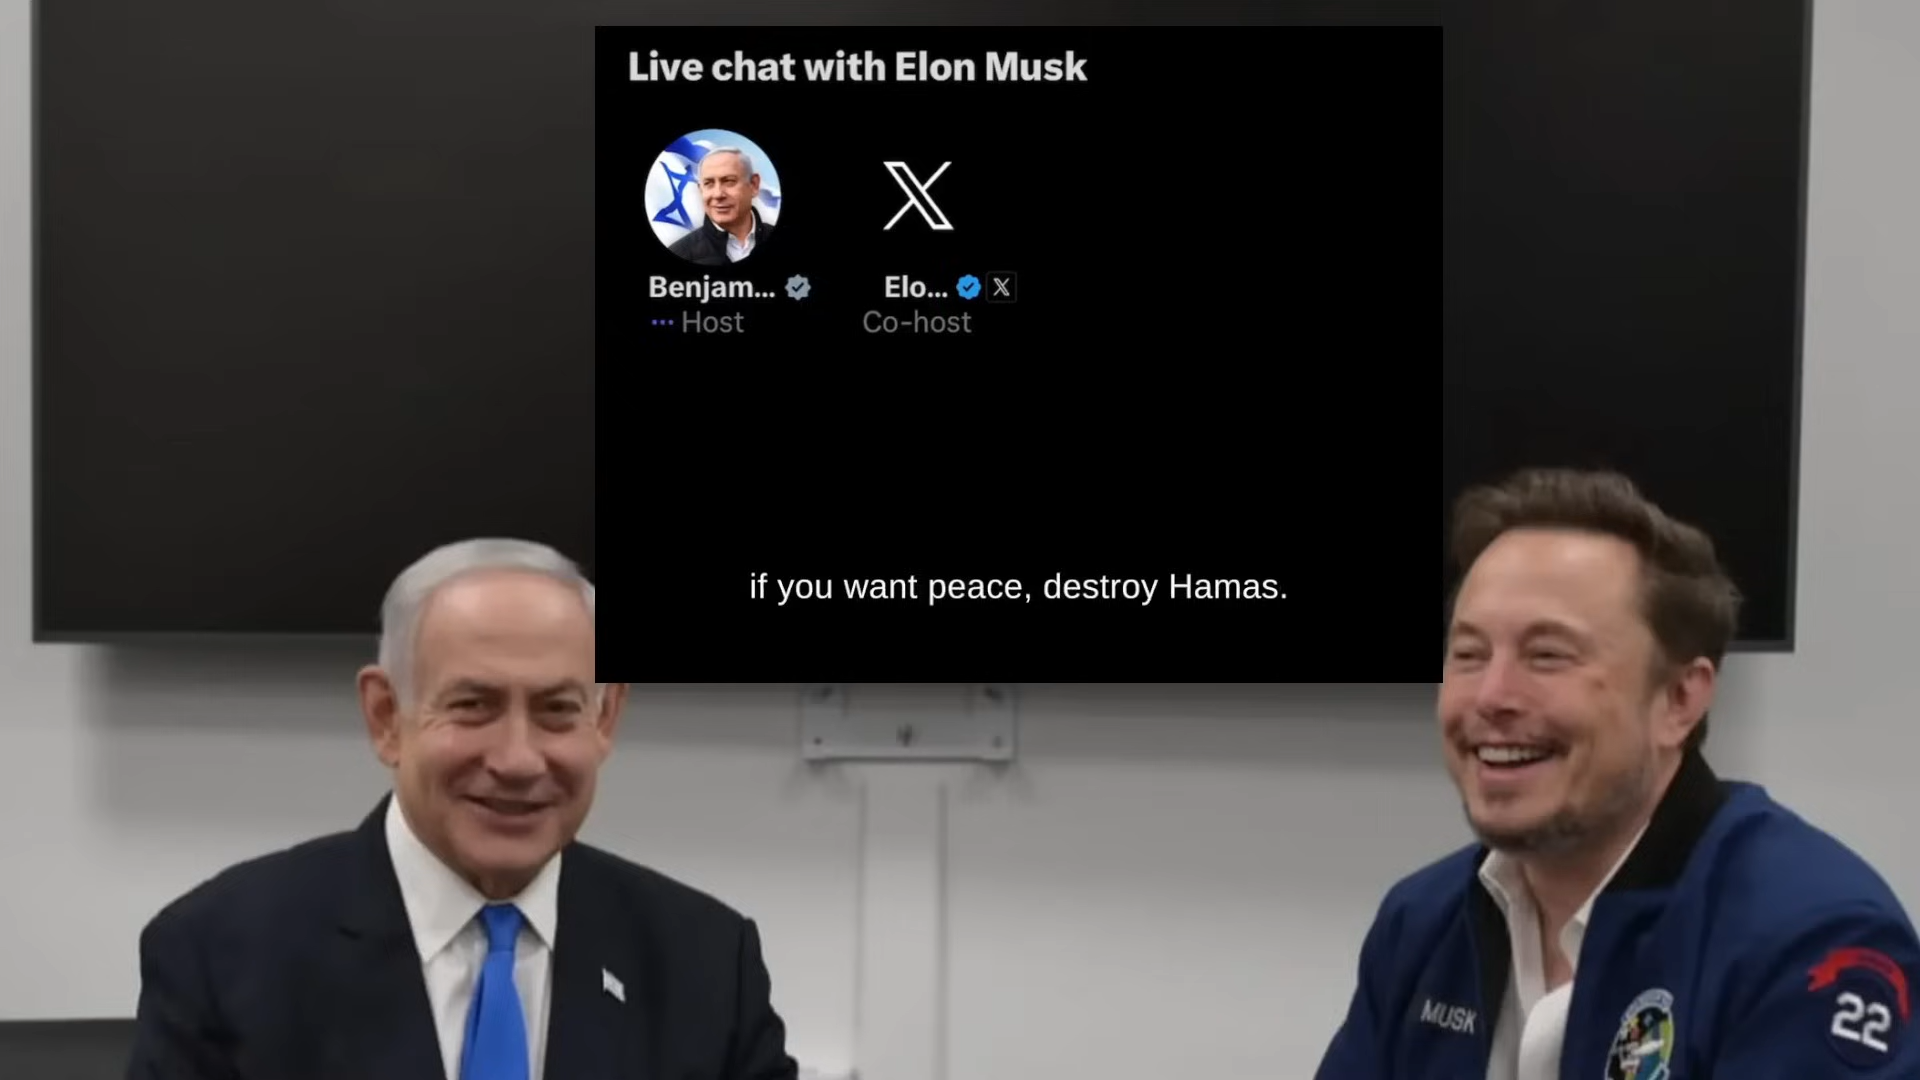 Live chat with Elon Musk
Benjam... Elo... X
··· Host Co-host
if you want peace, destroy Hamas.
MUSK
22